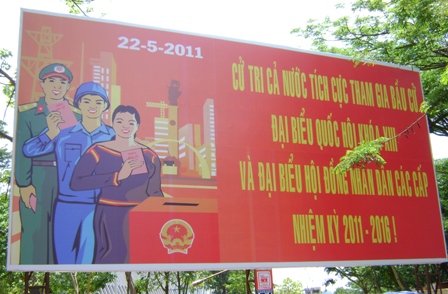 22-5-2011
CỬ TRI CẢ NƯỚC TÍCH CỰC THAM GIA BẦU CỬ
ĐẠI BIỂU QUỐC HỘI KHÓA XIII
VÀ ĐẠI BIỂU HỘI ĐỒNG NHÂN DÂN CÁC CẤP
NHIỆM KỲ 2011 - 2016 !